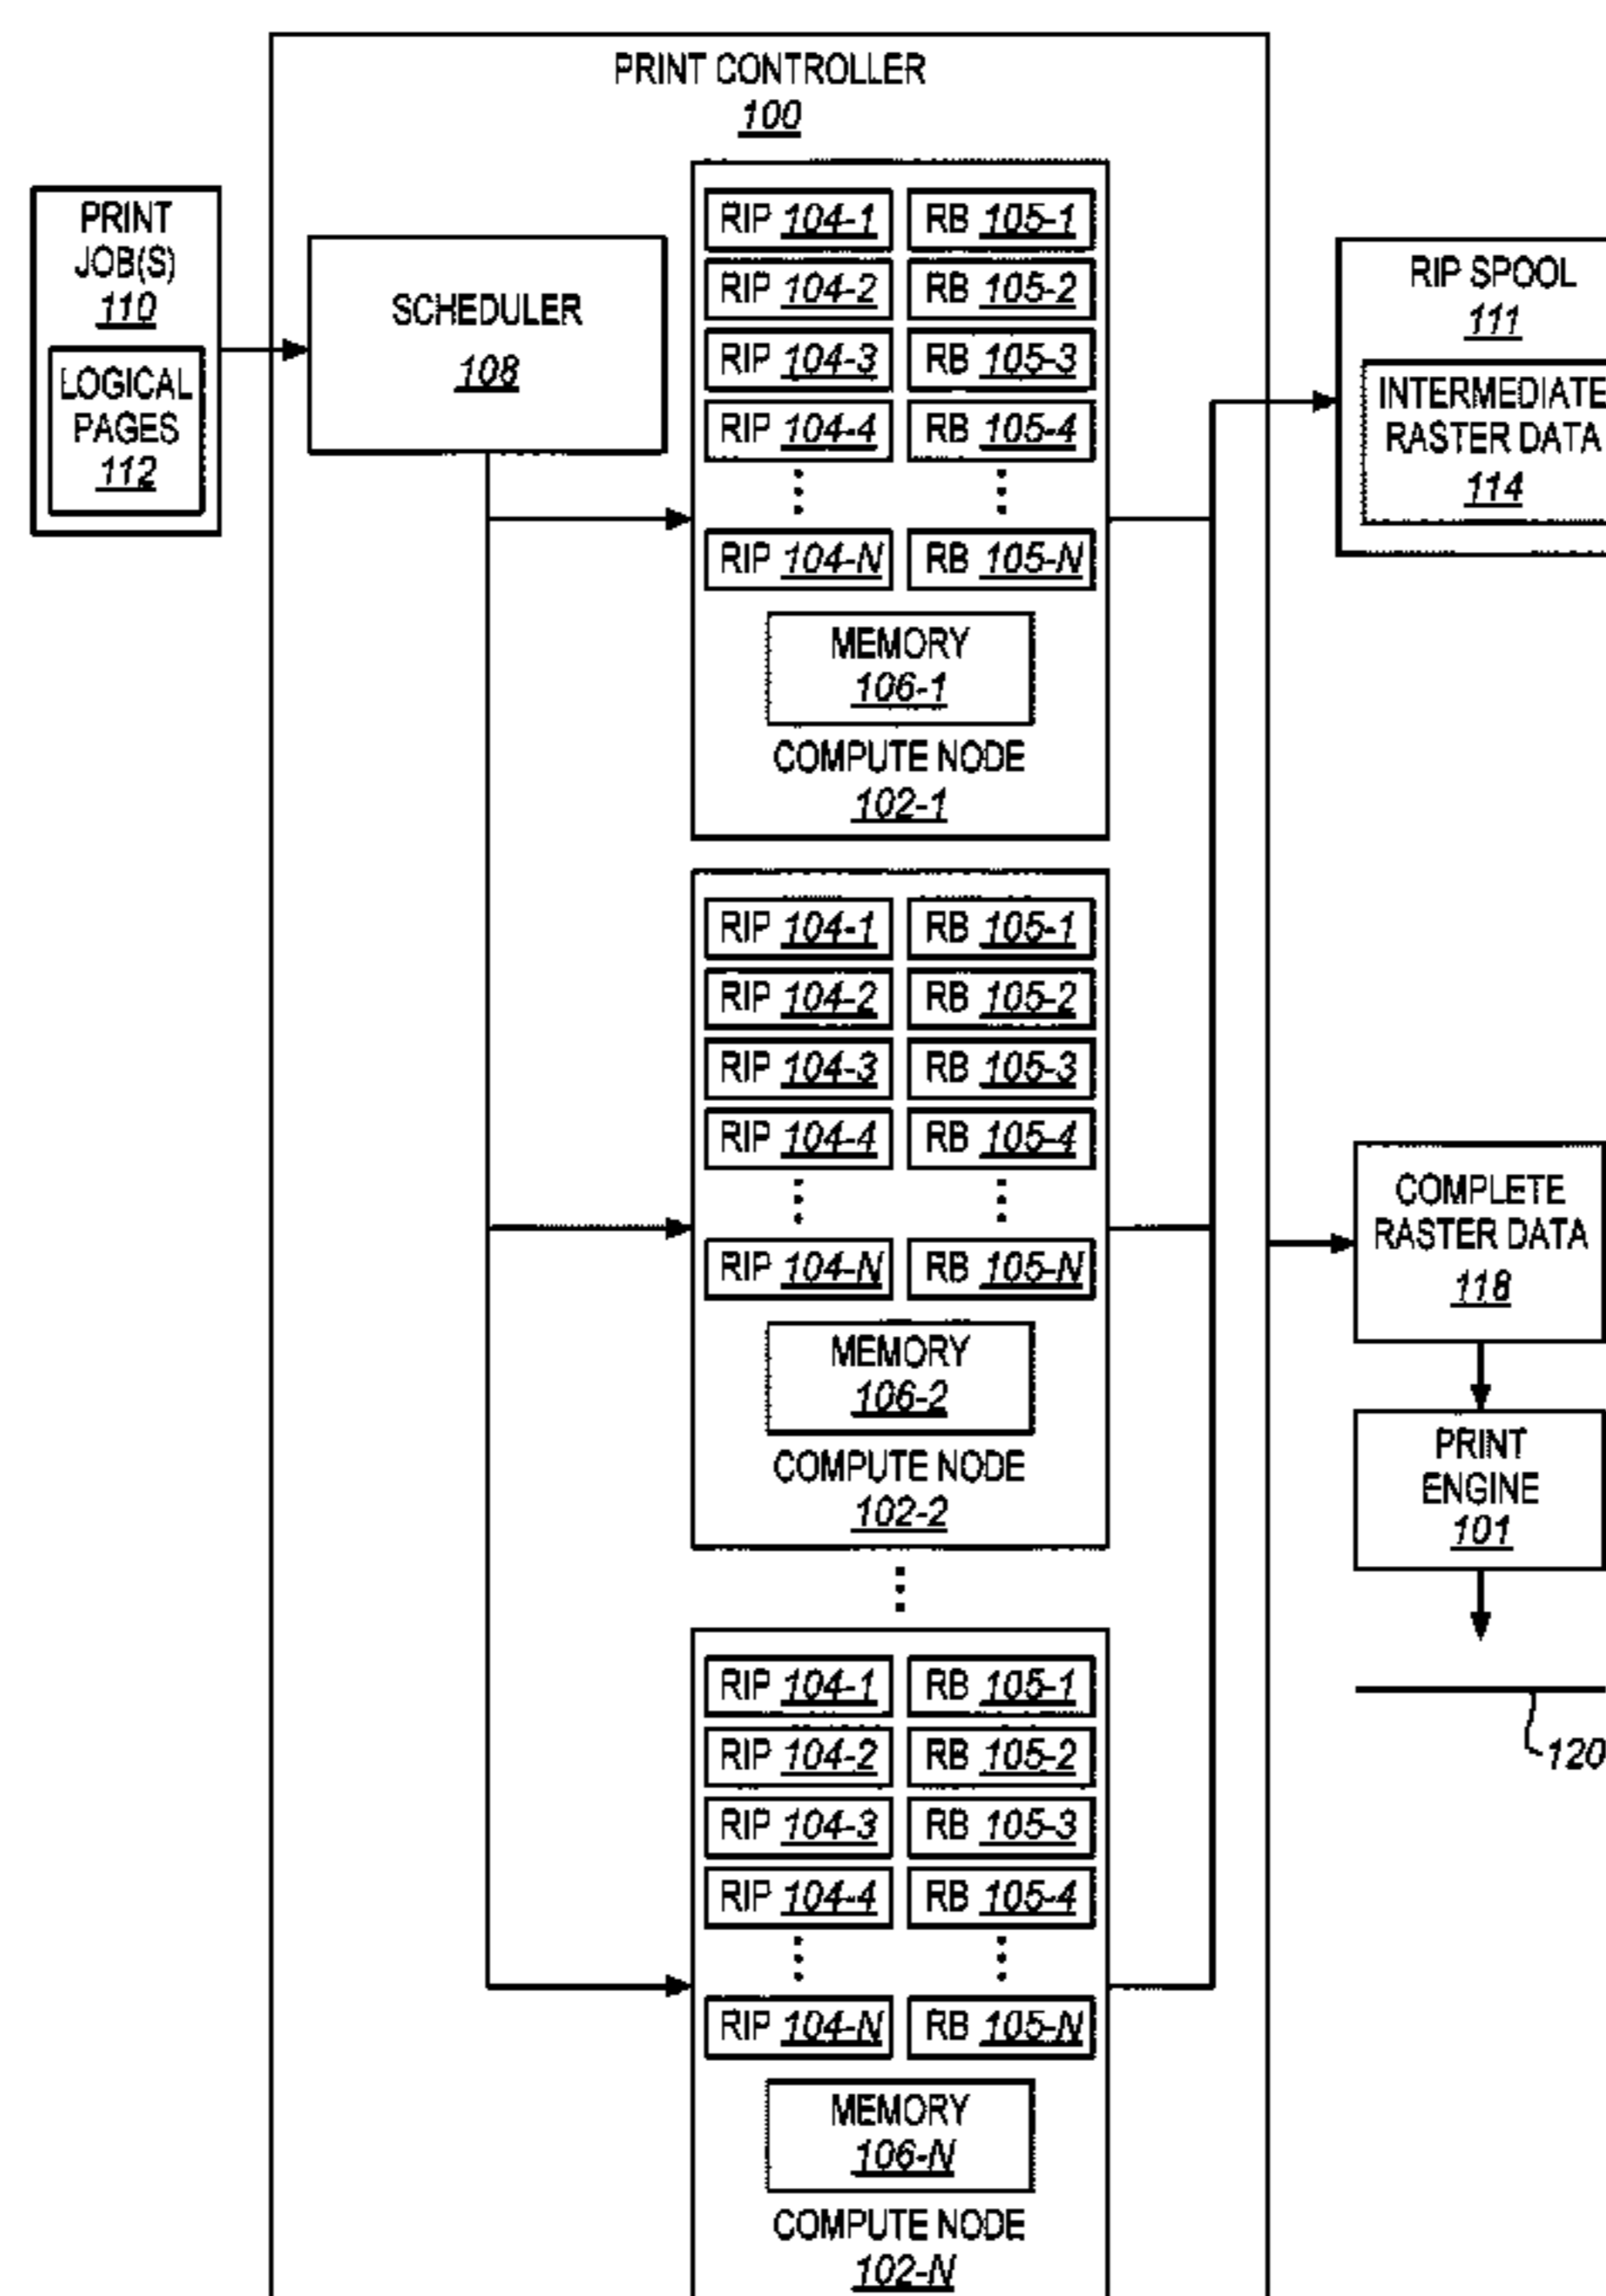 PRINT CONTROLLER
100
PRINT
JOB(S)
110
LOGICAL
PAGES
112
SCHEDULER
108
RIP 104-1 RB 105-1
RIP 104-2 RB 105-2
RIP 104-3 RB 105-3
RIP 104-4 RB 105-4
RIP 104-N RB 105-N
MEMORY
106-1
COMPUTE NODE
102-1
RIP 104-1 RB 105-1
RIP 104-2 RB 105-2
RIP 104-3 RB 105-3
RIP 104-4 RB 105-4
RIP 104-N RB 105-N
MEMORY
106-2
COMPUTE NODE
102-2
RIP 104-1 RB 105-1
RIP 104-2 RB 105-2
RIP 104-3 RB 105-3
RIP 104-4 RB 105-4
RIP 104-N RB 105-N
MEMORY
106-N
COMPUTE NODE
102-N
RIP SPOOL
111
INTERMEDIATE
RASTER DATA
114
COMPLETE
RASTER DATA
118
PRINT
ENGINE
101
120